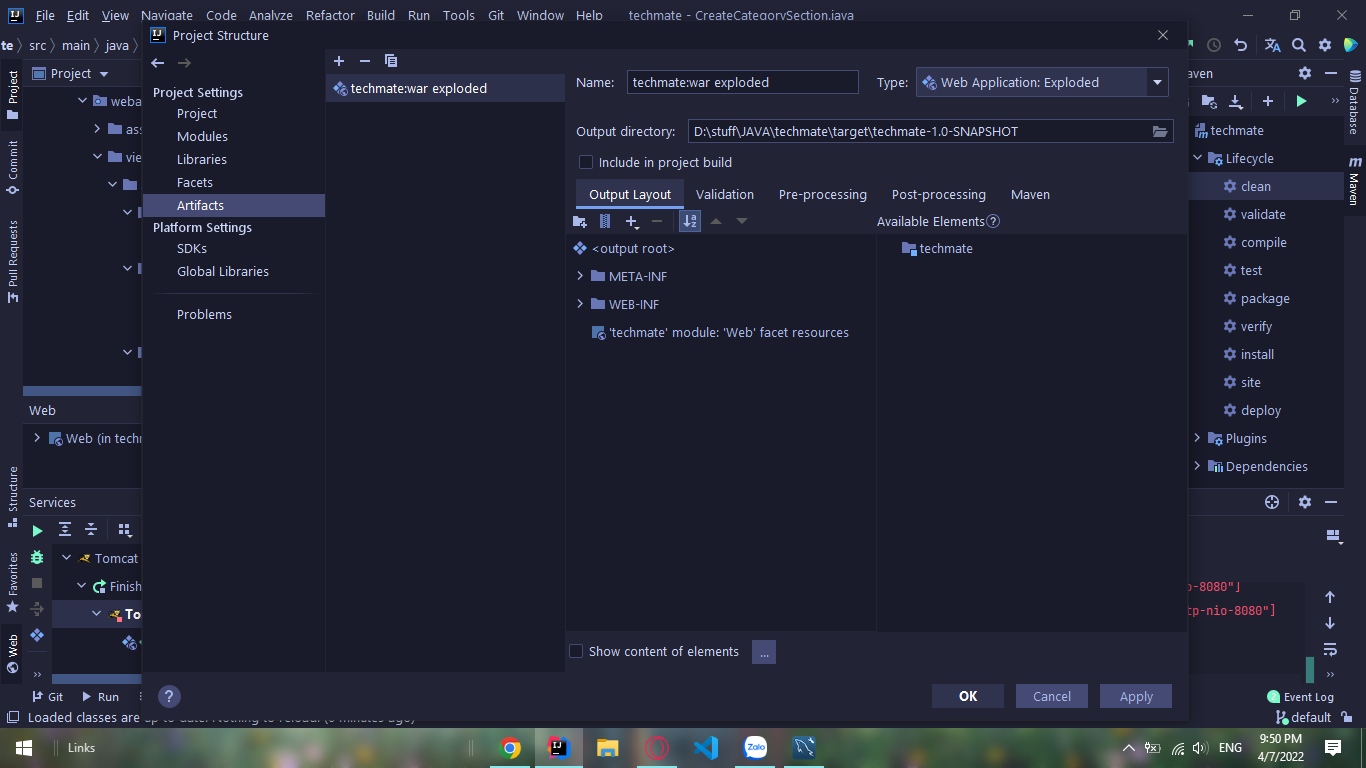 File Edit View Navigate Code Analyze Refactor Build Run Tools Git Window Help techmate - CreateCategorySection.java
te src main java
Project Structure
Project
Project Settings
Project
Modules
Libraries
Facets
Artifacts
Platform Settings
SDKs
Global Libraries
Problems
techmate:war exploded
Name: techmate:war exploded Type: Web Application: Exploded
Output directory: D:\stuff\JAVA\techmate\target\techmate-1.0-SNAPSHOT
Include in project build
Output Layout Validation Pre-processing Post-processing Maven
Available Elements
<output root>
META-INF
WEB-INF
'techmate' module: 'Web' facet resources
techmate
Show content of elements ...
OK Cancel Apply
Project
Commit
Pull Requests
Structure
Favorites
Web
weba
ass
vie
Web
Web (in techn
Services
Tomcat
Finish
To
aven
techmate
Lifecycle
clean
validate
compile
test
package
verify
install
site
deploy
Plugins
Dependencies
Database
Maven
o-8080"]
tp-nio-8080"]
Git Run
Event Log
Loaded classes are up to date. Nothing to reload. (6 minutes ago)
default
Links
ENG
9:50 PM
4/7/2022
Zalo